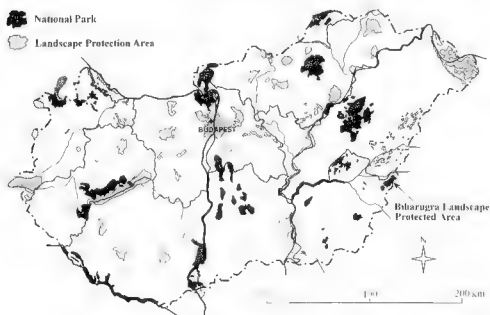 National Park
Landscape Protection Area
BUDAPEST
Biharugra Landscape
Protected Area
N
100
200 km